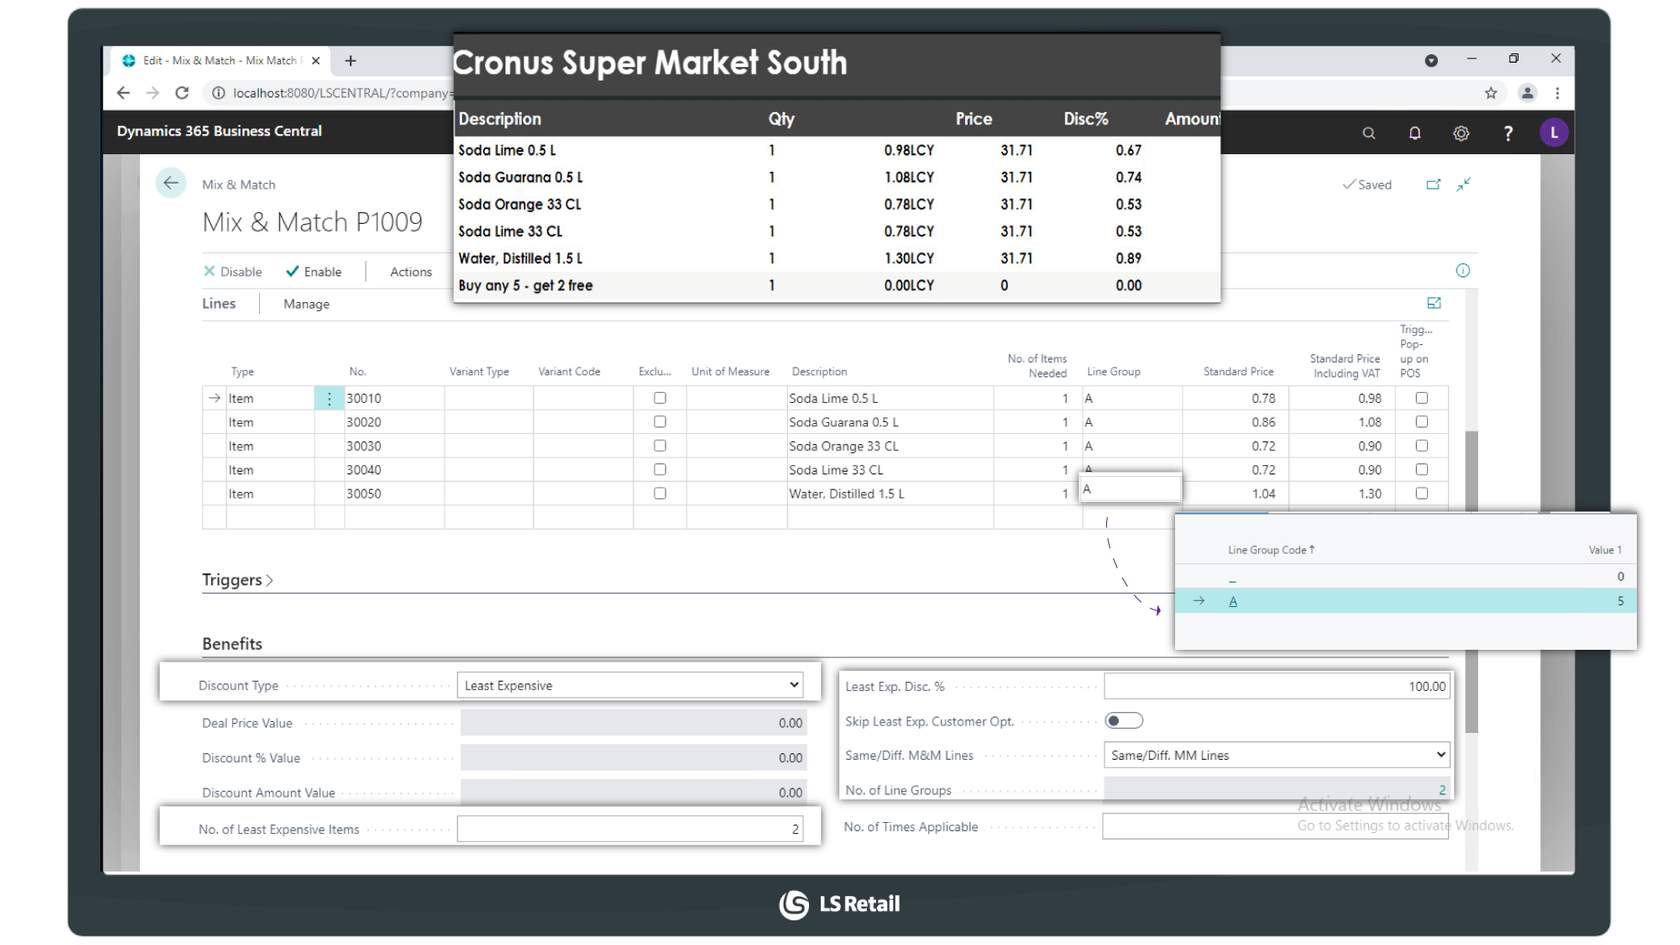 Edit - Mix & Match - Mix Match
localhost:8080/LSCENTRAL/?company=
Dynamics 365 Business Central
L
Cronus Super Market South
Description Qty Price Disc% Amoun
Soda Lime 0.5 L 1 0.98LCY 31.71 0.67
Soda Guarana 0.5 L 1 1.08LCY 31.71 0.74
Soda Orange 33 CL 1 0.78LCY 31.71 0.53
Soda Lime 33 CL 1 0.78LCY 31.71 0.53
Water, Distilled 1.5 L 1 1.30LCY 31.71 0.89
Buy any 5 - get 2 free 1 0.00LCY 0 0.00
Mix & Match
Saved
Mix & Match P1009
Disable Enable Actions
Lines Manage
Type No. Variant Type Variant Code Exclu... Unit of Measure Description No. of Items Needed Line Group Standard Price Standard Price Including VAT Trigg... Pop-up on POS
Item 30010 Soda Lime 0.5 L 1 A 0.78 0.98
Item 30020 Soda Guarana 0.5 L 1 A 0.86 1.08
Item 30030 Soda Orange 33 CL 1 A 0.72 0.90
Item 30040 Soda Lime 33 CL 1 A 0.72 0.90
Item 30050 Water, Distilled 1.5 L 1 A 1.04 1.30
Line Group Code ↑ Value 1
_ 0
A 5
Triggers
Benefits
Discount Type Least Expensive
Deal Price Value 0.00
Discount % Value 0.00
Discount Amount Value 0.00
No. of Least Expensive Items 2
Least Exp. Disc. % 100.00
Skip Least Exp. Customer Opt.
Same/Diff. M&M Lines Same/Diff. MM Lines
No. of Line Groups 2
No. of Times Applicable
Activate Windows
Go to Settings to activate Windows.
LS Retail